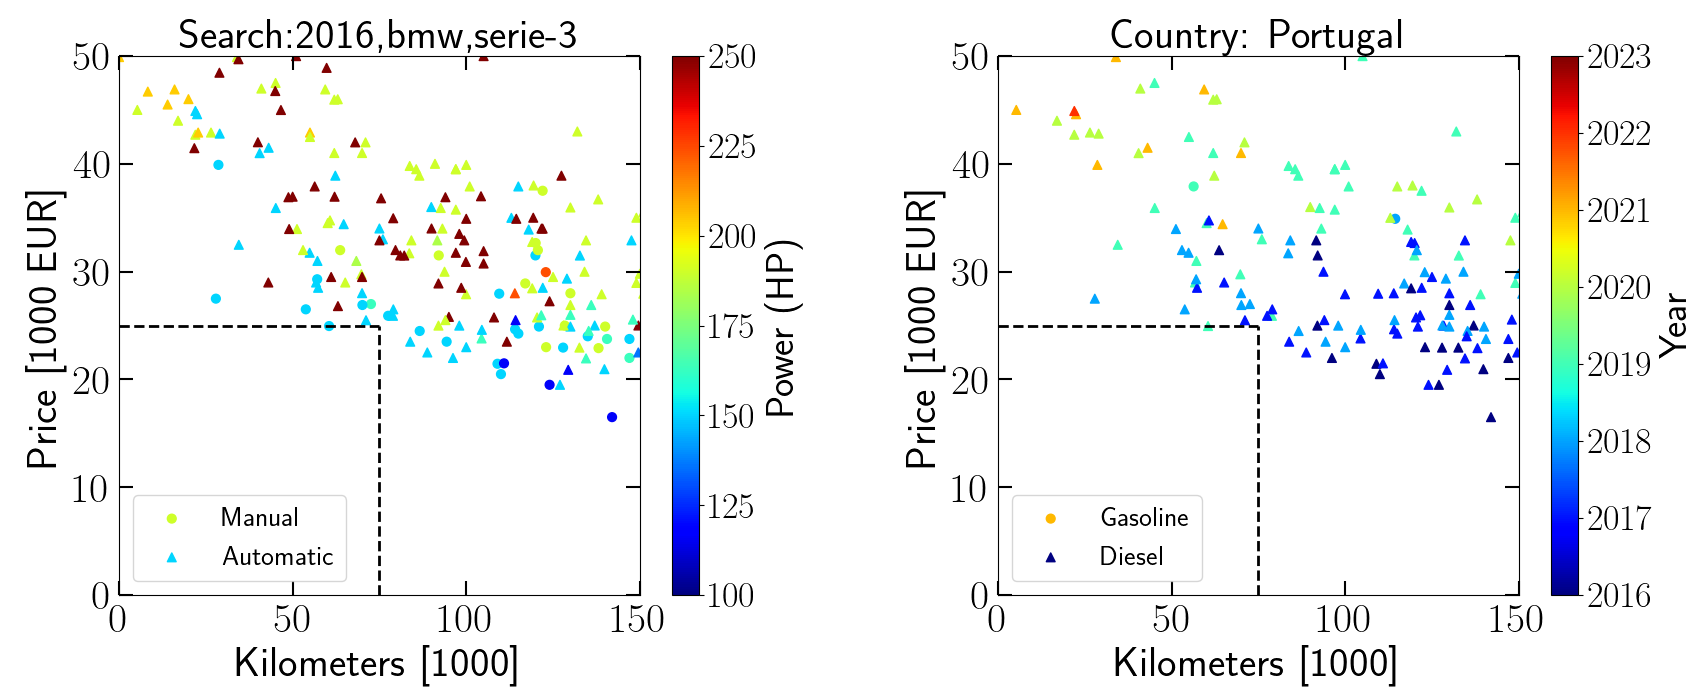 Search:2016,bmw,serie-3
50
40
30
20
10
0
Price [1000 EUR]
0 50 100 150
Kilometers [1000]
Manual
Automatic
250
225
200
175
150
125
100
Power (HP)
Country: Portugal
50
40
30
20
10
0
Price [1000 EUR]
0 50 100 150
Kilometers [1000]
Gasoline
Diesel
2023
2022
2021
2020
2019
2018
2017
2016
Year